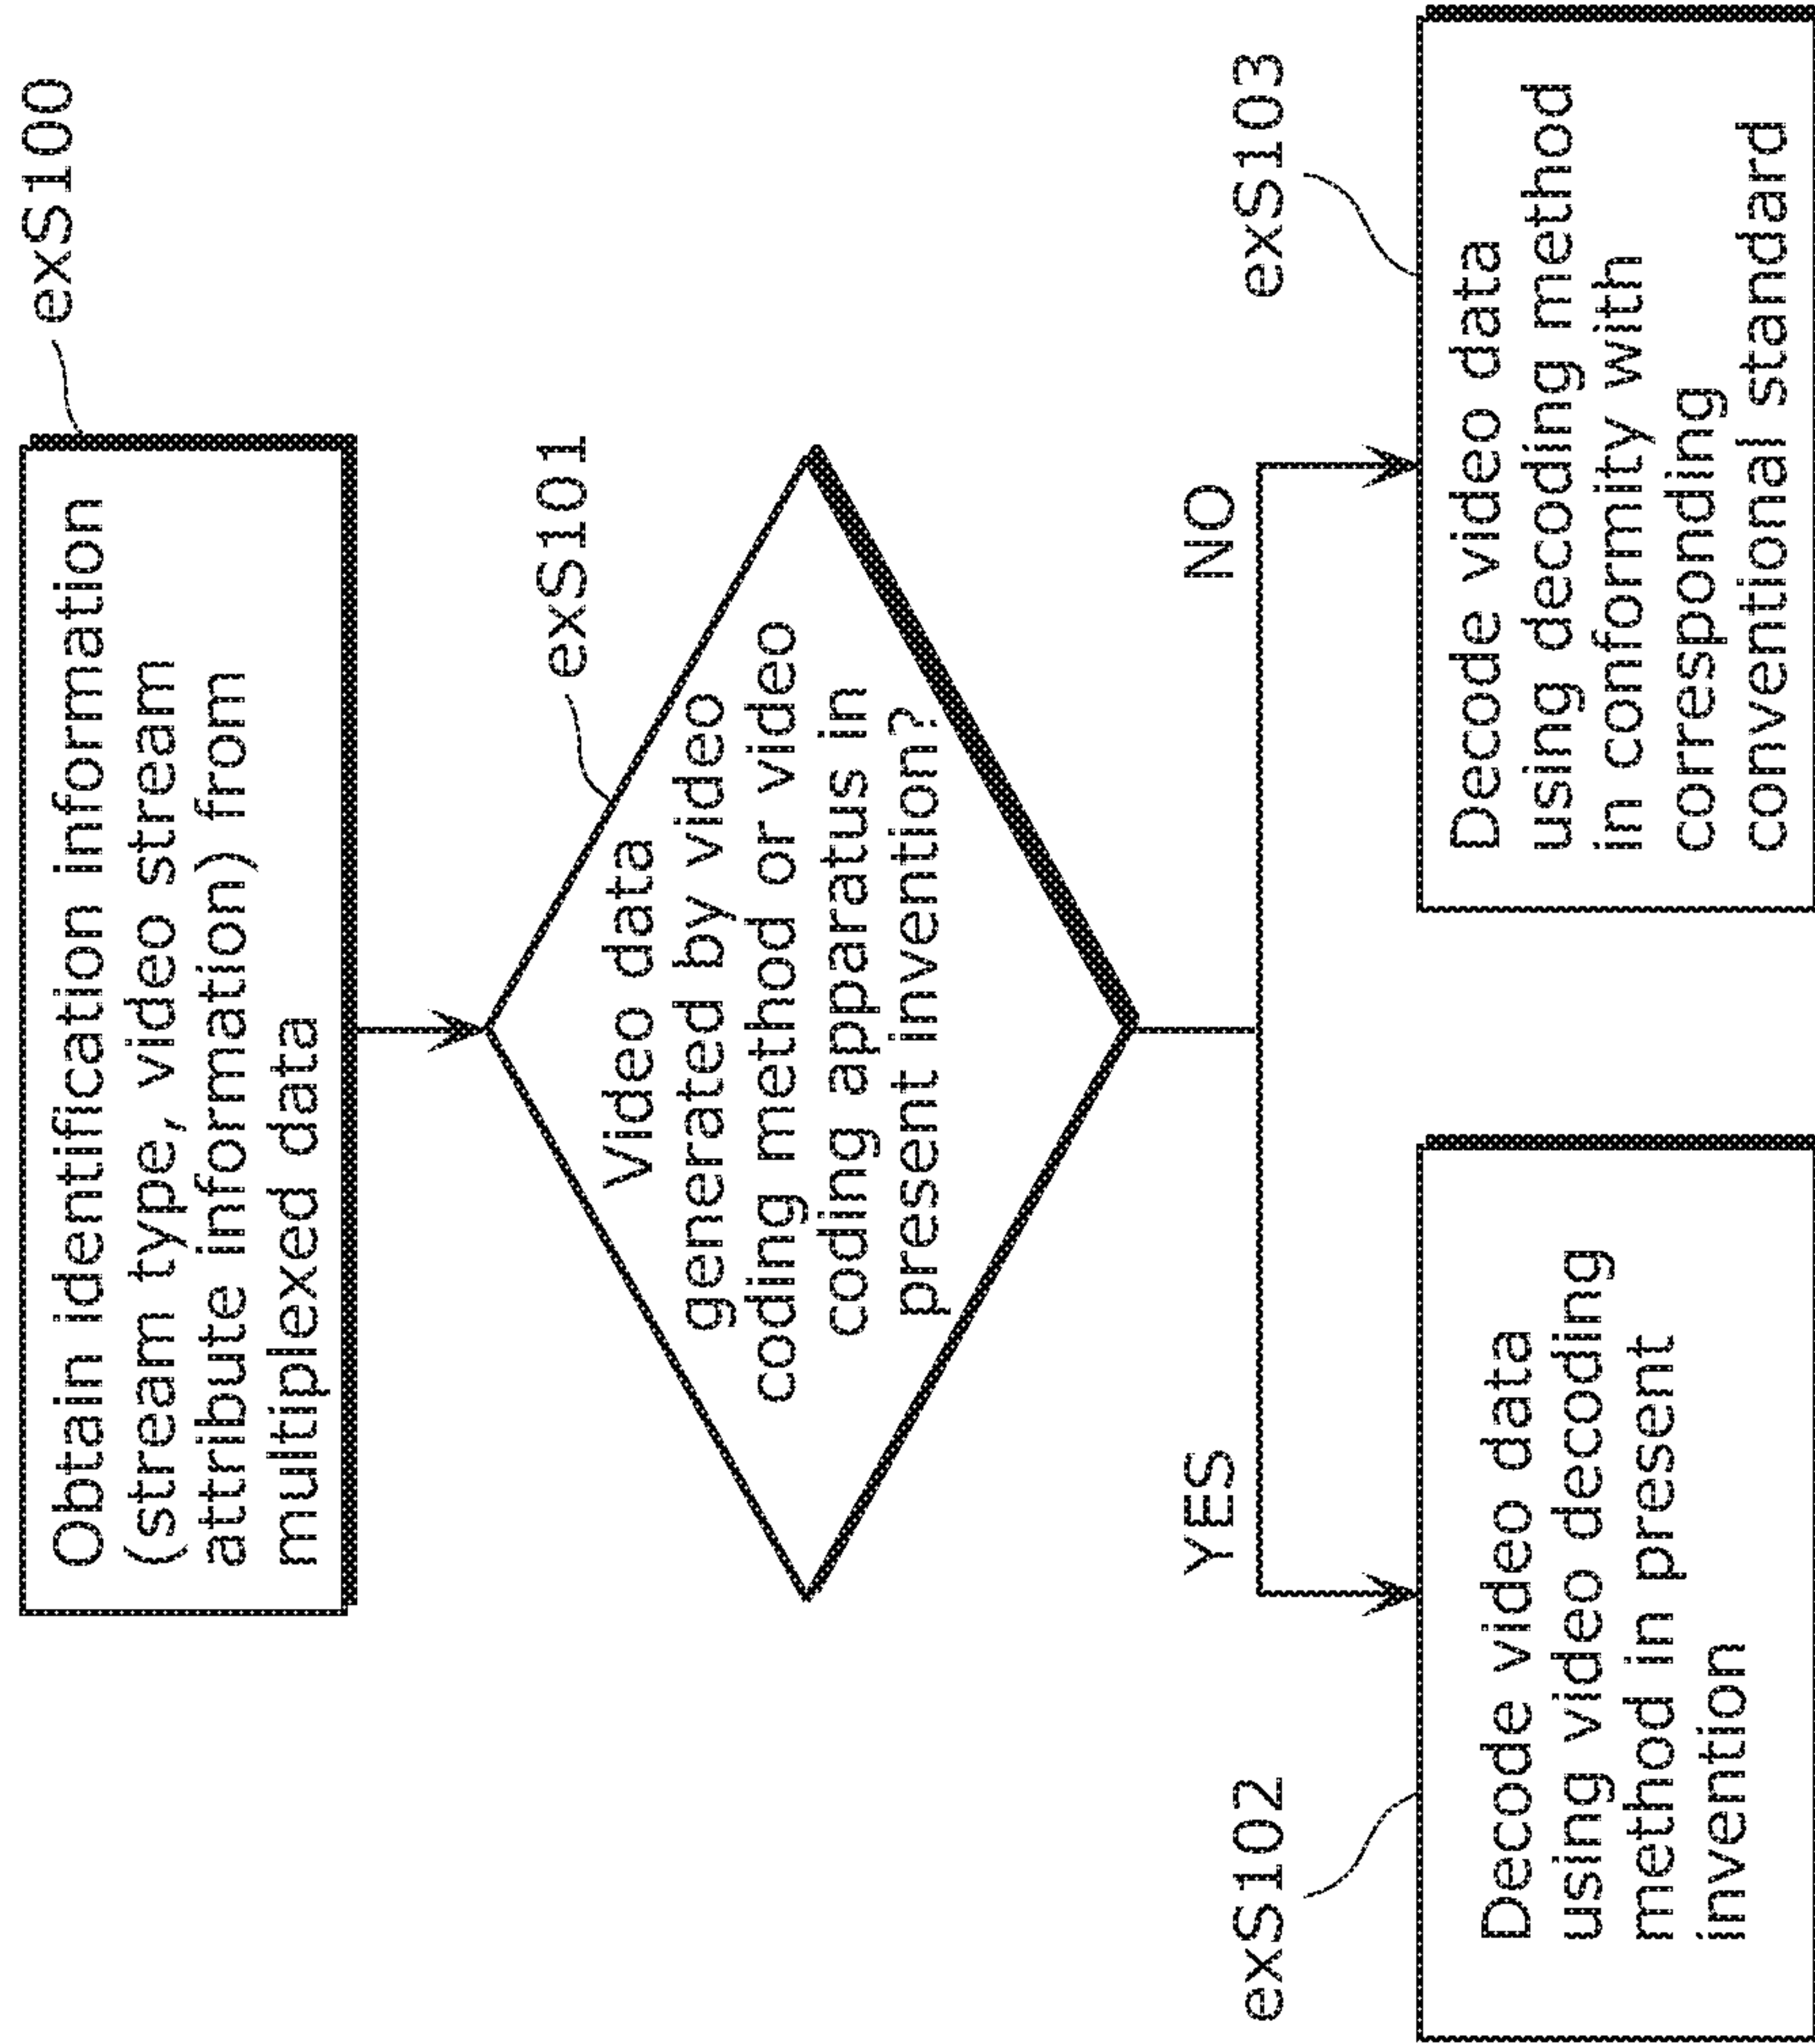 exS100
Obtain identification information
(stream type, video stream
attribute information) from
multiplexed data
exS101
Video data
generated by video
coding method or video
coding apparatus in
present invention?
YES
NO
exS102
Decode video data
using video decoding
method in present
invention
exS103
Decode video data
using decoding method
in conformity with
corresponding
conventional standard